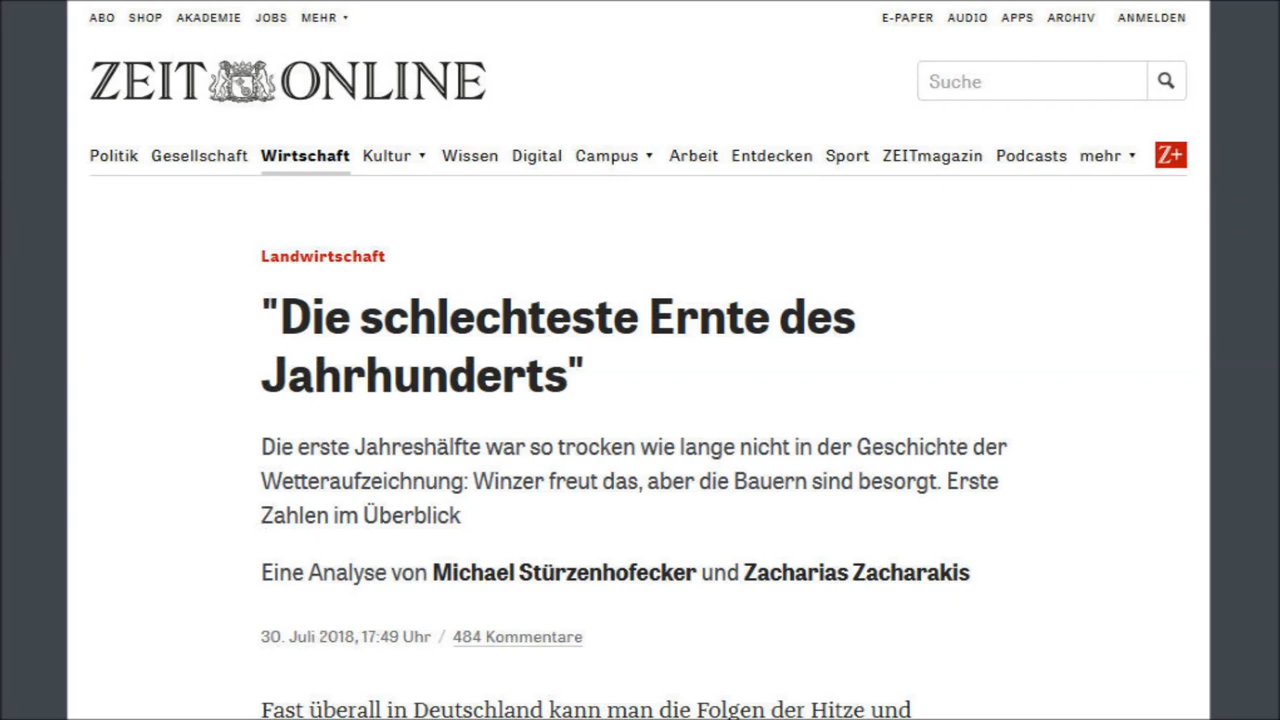 ABO SHOP AKADEMIE JOBS MEHR E-PAPER AUDIO APPS ARCHIV ANMELDEN
ZEIT ONLINE
Suche
Politik Gesellschaft Wirtschaft Kultur Wissen Digital Campus Arbeit Entdecken Sport ZEITmagazin Podcasts mehr Z+
Landwirtschaft
"Die schlechteste Ernte des
Jahrhunderts"
Die erste Jahreshälfte war so trocken wie lange nicht in der Geschichte der
Wetteraufzeichnung: Winzer freut das, aber die Bauern sind besorgt. Erste
Zahlen im Überblick
Eine Analyse von Michael Stürzenhofecker und Zacharias Zacharakis
30. Juli 2018, 17:49 Uhr / 484 Kommentare
Fast überall in Deutschland kann man die Folgen der Hitze und